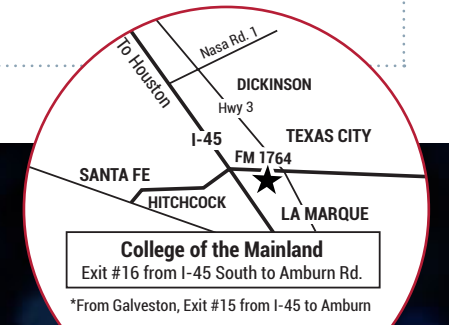 Nasa Rd. 1
To Houston
DICKINSON
Hwy 3
I-45
TEXAS CITY
FM 1764
SANTA FE
HITCHCOCK
LA MARQUE
College of the Mainland
Exit #16 from I-45 South to Amburn Rd.
*From Galveston, Exit #15 from I-45 to Amburn